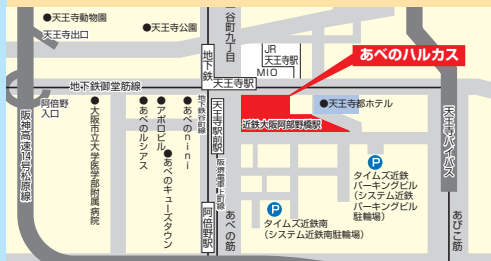 ●天王寺動物園
天王寺出口
●天王寺公園
谷町九丁目
地下鉄
JR
天王寺駅
MIO
あべのハルカス
天王寺駅
地下鉄御堂筋線
●天王寺都ホテル
近鉄大阪阿部野橋駅
阿倍野
入口
阪神高速14号松原線
●大阪市立大学医学部附属病院
●あべのルシアス
●アポロビル
●あべのキューズタウン
●あべのnini
地下鉄谷町線
天王寺駅前駅
阪堺電車上町線
阿倍野駅
あべの筋
天王寺バイパス
あびこ筋
P
タイムズ近鉄
パーキングビル
(システム近鉄
パーキングビル
駐輪場)
P
タイムズ近鉄南
(システム近鉄南駐輪場)